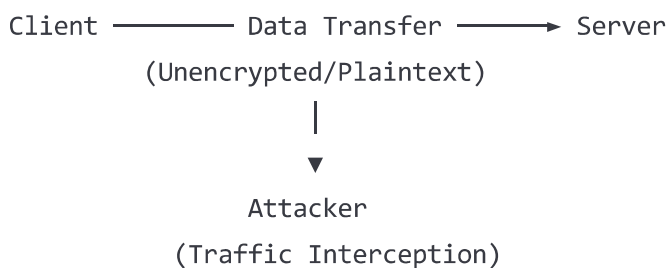 Client Data Transfer Server
(Unencrypted/Plaintext)
Attacker
(Traffic Interception)